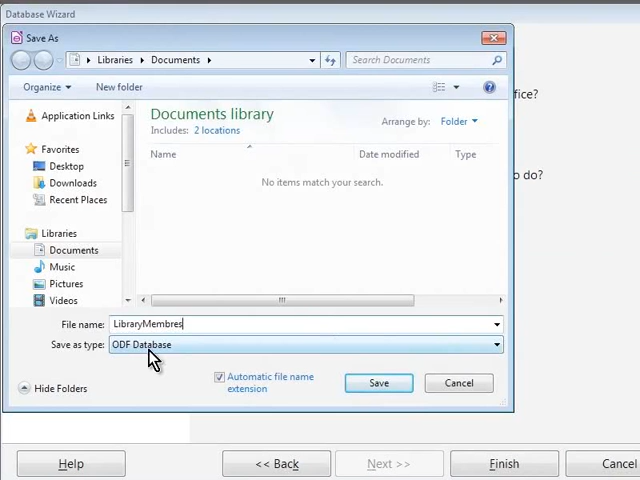 Database Wizard
Save As
Libraries Documents Search Documents
Organize New folder
fice?
Application Links
Documents library
Includes: 2 locations
Arrange by: Folder
Favorites
Name Date modified Type
Desktop
No items match your search.
o do?
Downloads
Recent Places
Libraries
Documents
Music
Pictures
Videos
File name: LibraryMembres
Save as type: ODF Database
Automatic file name
extension
Save Cancel
Hide Folders
Help << Back Next >> Finish Cancel